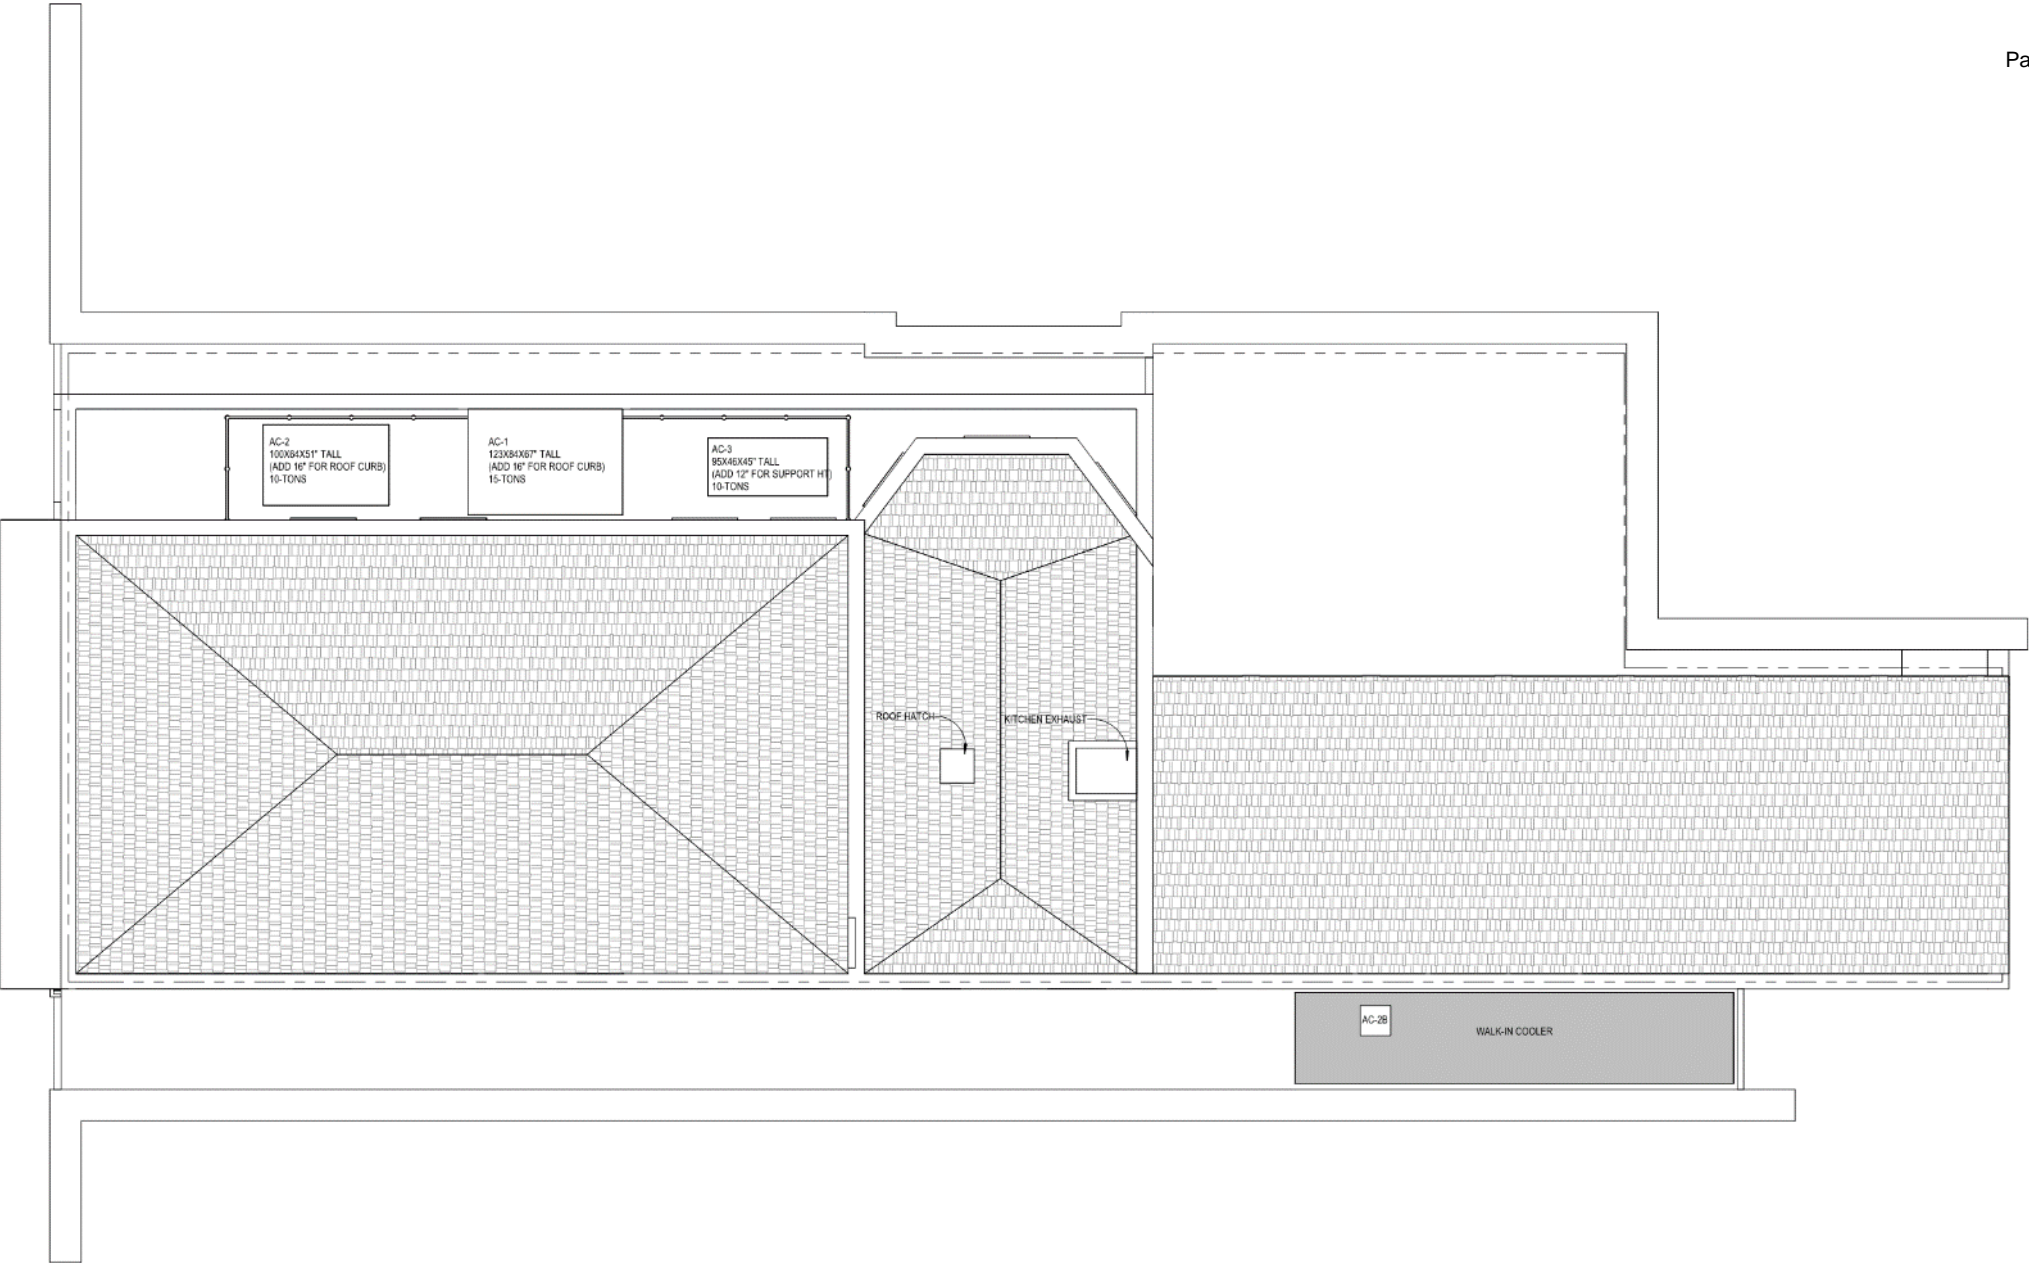 Pa
AC-2
100X64X51" TALL
(ADD 16" FOR ROOF CURB)
10-TONS
AC-1
123X84X67" TALL
(ADD 16" FOR ROOF CURB)
15-TONS
AC-3
95X46X45" TALL
(ADD 12" FOR SUPPORT HT)
10-TONS
ROOF HATCH
KITCHEN EXHAUST
AC-2B
WALK-IN COOLER